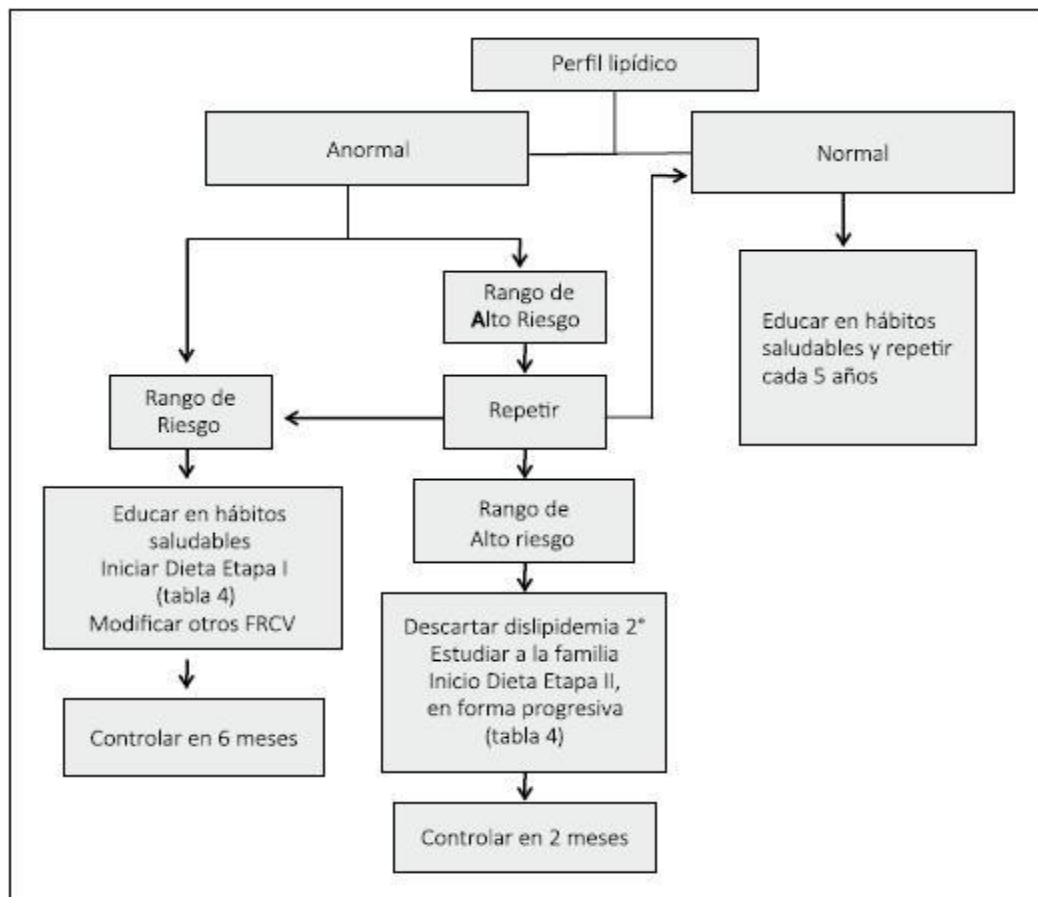 Perfil lipídico
Anormal
Normal
Rango de
Alto Riesgo
Educar en hábitos
saludables y repetir
cada 5 años
Rango de
Riesgo
Repetir
Educar en hábitos
saludables
Iniciar Dieta Etapa I
(tabla 4)
Modificar otros FRCV
Rango de
Alto riesgo
Descartar dislipidemia 2°
Estudiar a la familia
Inicio Dieta Etapa II,
en forma progresiva
(tabla 4)
Controlar en 6 meses
Controlar en 2 meses